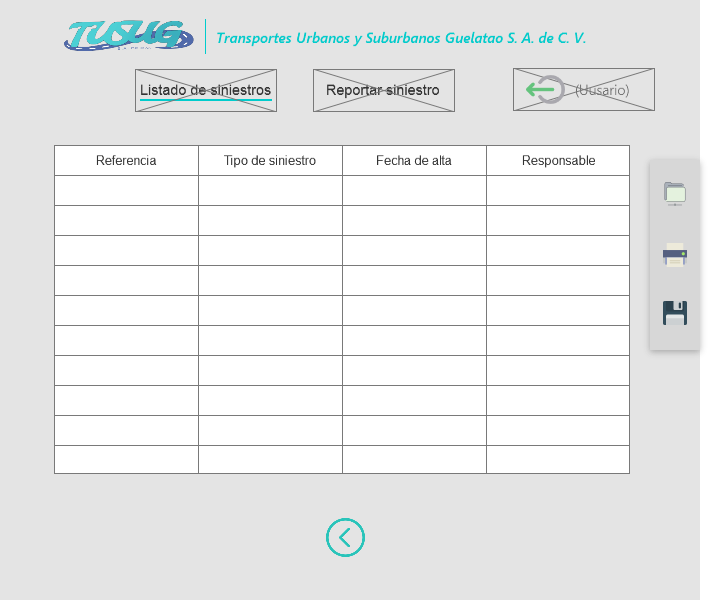 TUSUG
Transportes Urbanos y Suburbanos Guelatao S. A. de C. V.
Listado de siniestros
Reportar siniestro
(Uusario)
Referencia
Tipo de siniestro
Fecha de alta
Responsable